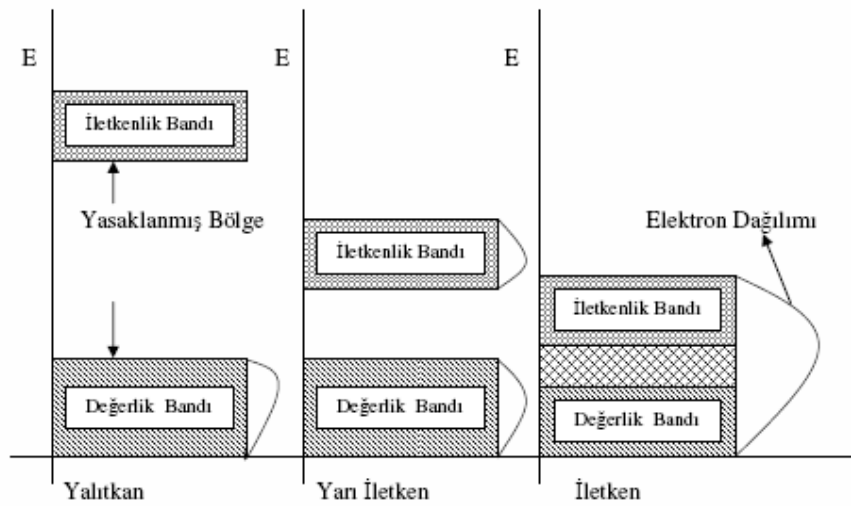 E
E
E
İletkenlik Bandı
Yasaklanmış Bölge
Elektron Dağılımı
İletkenlik Bandı
İletkenlik Bandı
Değerlik Bandı
Değerlik Bandı
Değerlik Bandı
Yalıtkan
Yarı İletken
İletken